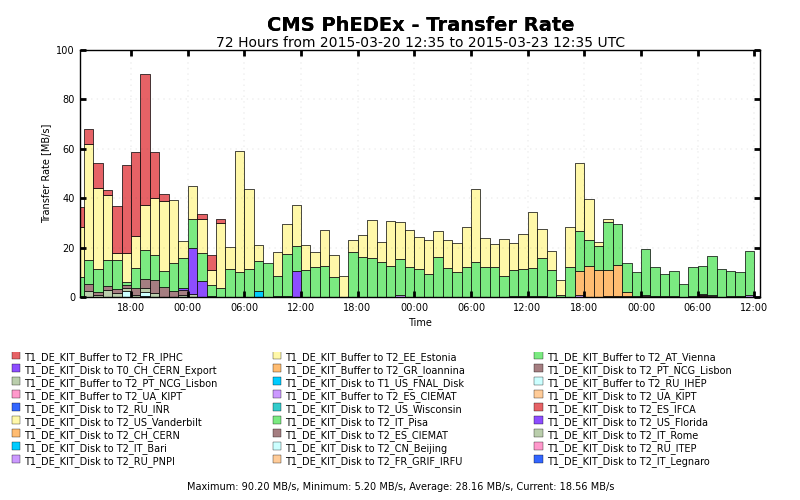 CMS PhEDEx - Transfer Rate
72 Hours from 2015-03-20 12:35 to 2015-03-23 12:35 UTC
100
80
60
40
20
0
Transfer Rate [MB/s]
18:00 00:00 06:00 12:00 18:00 00:00 06:00 12:00 18:00 00:00 06:00 12:00
Time
T1_DE_KIT_Buffer to T2_FR_IPHC T1_DE_KIT_Buffer to T2_EE_Estonia T1_DE_KIT_Buffer to T2_AT_Vienna
T1_DE_KIT_Disk to T0_CH_CERN_Export T1_DE_KIT_Buffer to T2_GR_Ioannina T1_DE_KIT_Disk to T2_PT_NCG_Lisbon
T1_DE_KIT_Buffer to T2_PT_NCG_Lisbon T1_DE_KIT_Disk to T1_US_FNAL_Disk T1_DE_KIT_Buffer to T2_RU_IHEP
T1_DE_KIT_Buffer to T2_UA_KIPT T1_DE_KIT_Buffer to T2_ES_CIEMAT T1_DE_KIT_Disk to T2_UA_KIPT
T1_DE_KIT_Disk to T2_RU_INR T1_DE_KIT_Disk to T2_US_Wisconsin T1_DE_KIT_Disk to T2_ES_IFCA
T1_DE_KIT_Disk to T2_US_Vanderbilt T1_DE_KIT_Disk to T2_IT_Pisa T1_DE_KIT_Disk to T2_US_Florida
T1_DE_KIT_Disk to T2_CH_CERN T1_DE_KIT_Disk to T2_ES_CIEMAT T1_DE_KIT_Disk to T2_IT_Rome
T1_DE_KIT_Disk to T2_IT_Bari T1_DE_KIT_Disk to T2_CN_Beijing T1_DE_KIT_Disk to T2_RU_ITEP
T1_DE_KIT_Disk to T2_RU_PNPI T1_DE_KIT_Disk to T2_FR_GRIF_IRFU T1_DE_KIT_Disk to T2_IT_Legnaro
Maximum: 90.20 MB/s, Minimum: 5.20 MB/s, Average: 28.16 MB/s, Current: 18.56 MB/s